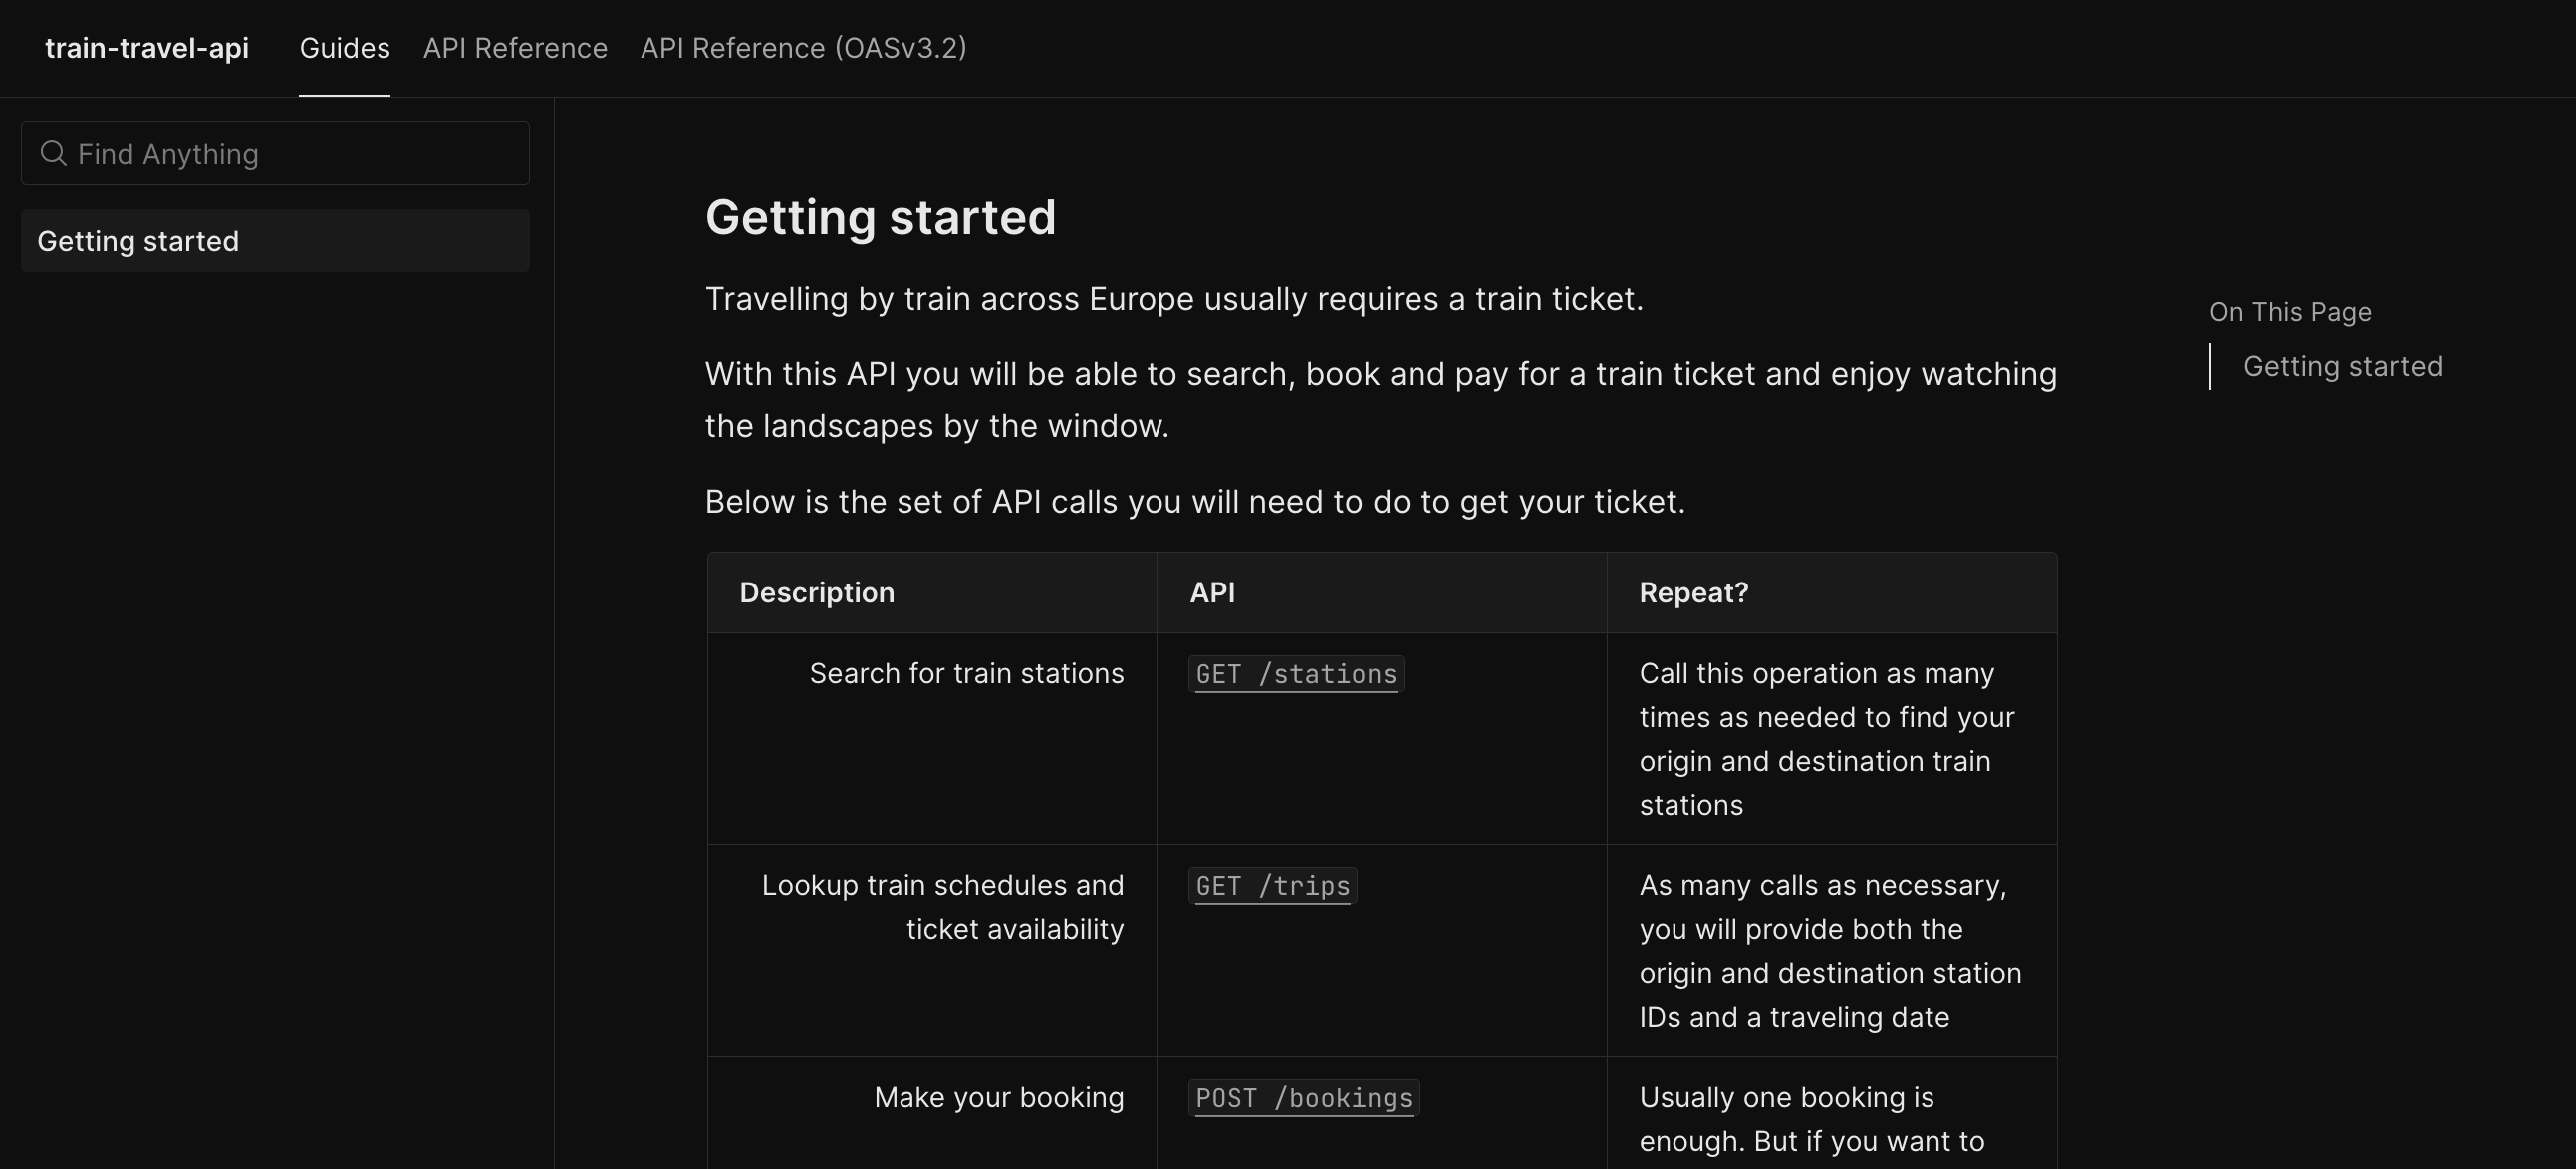 train-travel-api Guides API Reference API Reference (OASv3.2)
Find Anything
Getting started
Getting started
Travelling by train across Europe usually requires a train ticket.
With this API you will be able to search, book and pay for a train ticket and enjoy watching
the landscapes by the window.
Below is the set of API calls you will need to do to get your ticket.
On This Page
Getting started
Description API Repeat?
Search for train stations GET /stations Call this operation as many
times as needed to find your
origin and destination train
stations
Lookup train schedules and GET /trips As many calls as necessary,
ticket availability you will provide both the
origin and destination station
IDs and a traveling date
Make your booking POST /bookings Usually one booking is
enough. But if you want to